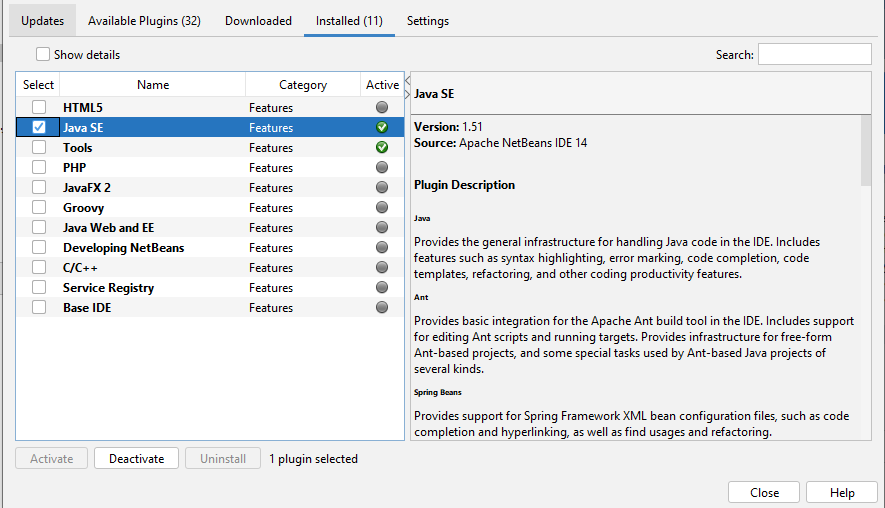 Updates Available Plugins (32) Downloaded Installed (11) Settings
Show details Search:
Select Name Category Active
HTML5 Features
Java SE Features
Tools Features
PHP Features
JavaFX 2 Features
Groovy Features
Java Web and EE Features
Developing NetBeans Features
C/C++ Features
Service Registry Features
Base IDE Features
Java SE
Version: 1.51
Source: Apache NetBeans IDE 14
Plugin Description
Java
Provides the general infrastructure for handling Java code in the IDE. Includes
features such as syntax highlighting, error marking, code completion, code
templates, refactoring, and other coding productivity features.
Ant
Provides basic integration for the Apache Ant build tool in the IDE. Includes support
for editing Ant scripts and running targets. Provides infrastructure for free-form
Ant-based projects, and some special tasks used by Ant-based Java projects of
several kinds.
Spring Beans
Provides support for Spring Framework XML bean configuration files, such as code
completion and hyperlinking, as well as find usages and refactoring.
Activate Deactivate Uninstall 1 plugin selected
Close Help